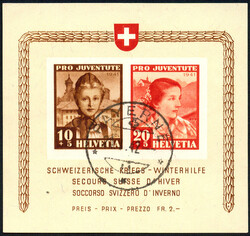 PRO JUVENTUTE 1941 PRO JUVENTUTE 1941
10+5 HELVETIA 20+5 HELVETIA
SCHWEIZERISCHE KRIEGS-WINTERHILFE
SECOURS SUISSE D'HIVER
SOCCORSO SVIZZERO D'INVERNO
PREIS - PRIX - PREZZO FR. 2.-